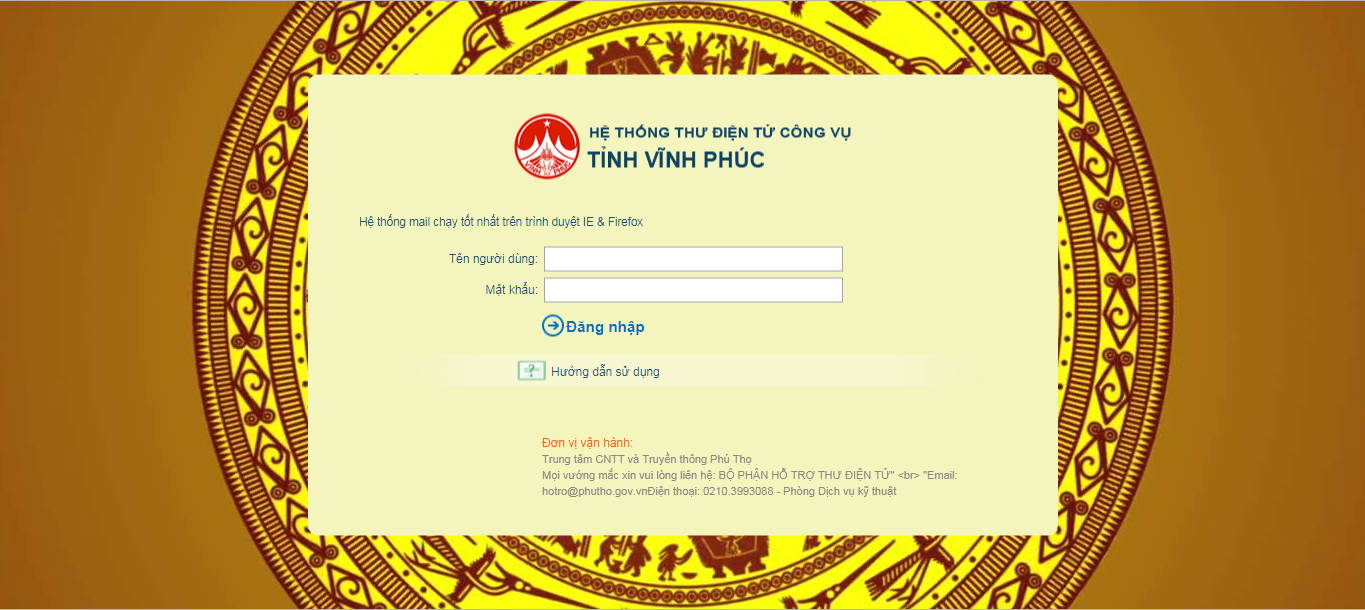 HỆ THỐNG THƯ ĐIỆN TỬ CÔNG VỤ
TỈNH VĨNH PHÚC
VĨNH PHÚC
Hệ thống mail chạy tốt nhất trên trình duyệt IE & Firefox
Tên người dùng:
Mật khẩu:
Đăng nhập
? Hướng dẫn sử dụng
Đơn vị vận hành:
Trung tâm CNTT và Truyền thông Phú Thọ
Mọi vướng mắc xin vui lòng liên hệ: BỘ PHẬN HỖ TRỢ THƯ ĐIỆN TỬ" <br> "Email:
hotro@phutho.gov.vnĐiện thoại: 0210.3993088 - Phòng Dịch vụ kỹ thuật